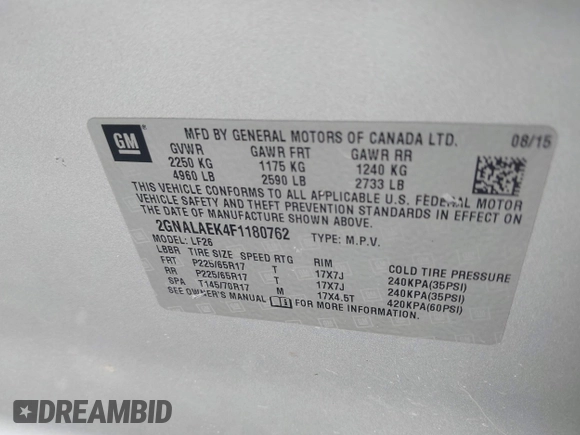 GM
MFD BY GENERAL MOTORS OF CANADA LTD. 08/15
GVWR GAWR FRT GAWR RR
2250 KG 1175 KG 1240 KG
4960 LB 2590 LB 2733 LB
THIS VEHICLE CONFORMS TO ALL APPLICABLE U.S. FEDERAL MOTOR
VEHICLE SAFETY AND THEFT PREVENTION STANDARDS IN EFFECT ON
THE DATE OF MANUFACTURE SHOWN ABOVE.
2GNALAEK4F1180762 TYPE: M.P.V.
MODEL: LF26
LBBR TIRE SIZE SPEED RTG RIM COLD TIRE PRESSURE
FRT P225/65R17 T 17X7J 240KPA(35PSI)
RR P225/65R17 T 17X7J 240KPA(35PSI)
SPA T145/70R17 M 17X4.5T 420KPA(60PSI)
SEE OWNER'S MANUAL FOR MORE INFORMATION.
DREAMBID